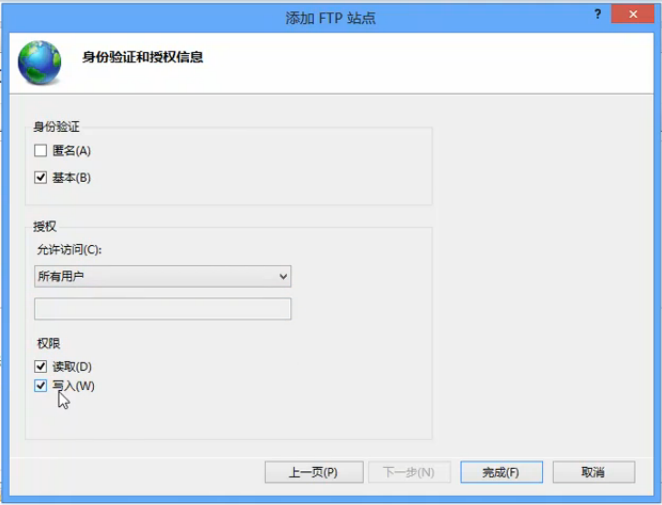 添加 FTP 站点
?
身份验证和授权信息
身份验证
匿名(A)
基本(B)
授权
允许访问(C):
所有用户
权限
读取(D)
写入(W)
上一页(P)
下一步(N)
完成(F)
取消